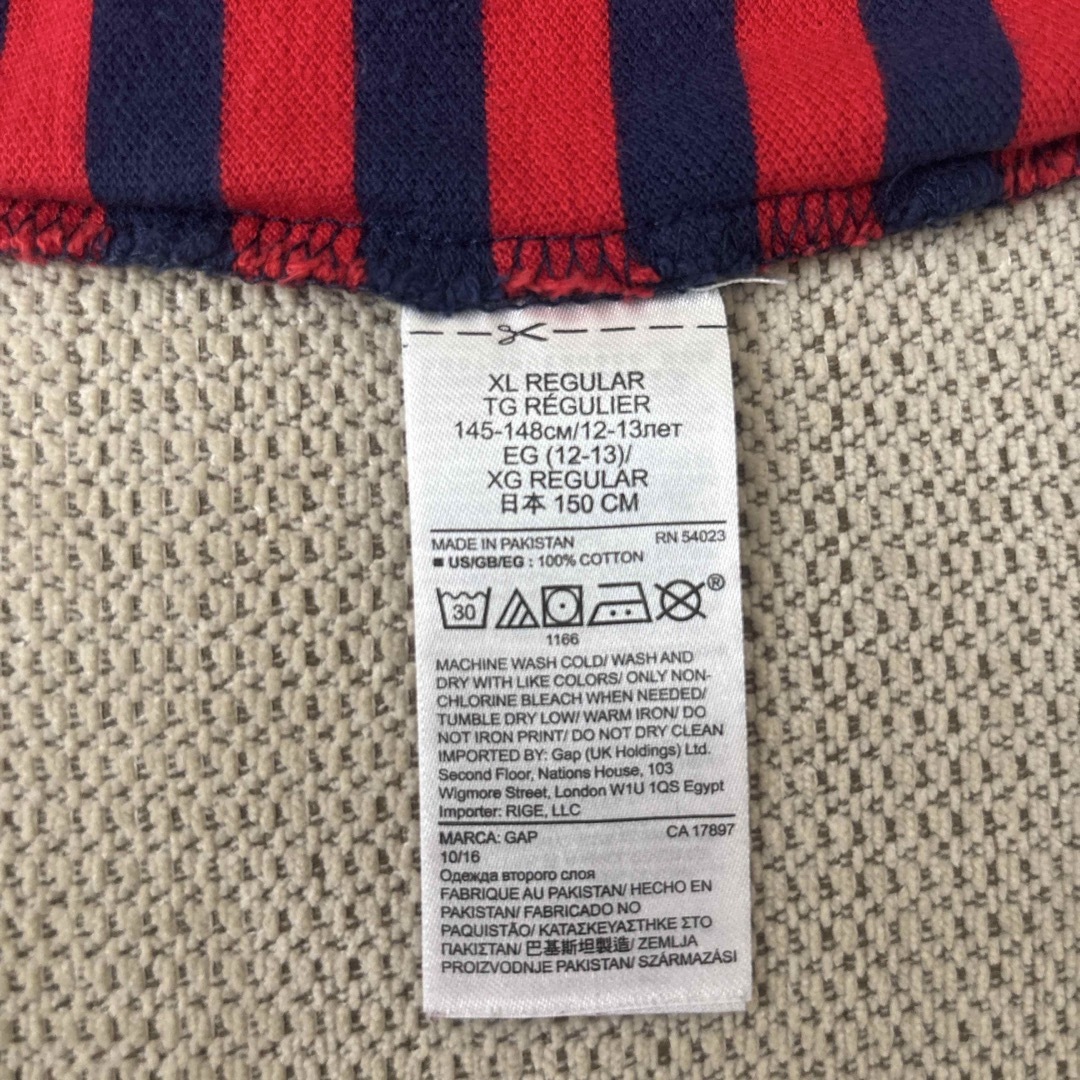 XL REGULAR
TG RÉGULIER
145-148см/12-13лет
EG (12-13)/
XG REGULAR
日本 150 CM
MADE IN PAKISTAN RN 54023
■ US/GB/EG : 100% COTTON
30 ®
1166
MACHINE WASH COLD/ WASH AND
DRY WITH LIKE COLORS/ ONLY NON-
CHLORINE BLEACH WHEN NEEDED/
TUMBLE DRY LOW/ WARM IRON/ DO
NOT IRON PRINT/ DO NOT DRY CLEAN
IMPORTED BY: Gap (UK Holdings) Ltd.
Second Floor, Nations House, 103
Wigmore Street, London W1U 1QS Egypt
Importer: RIGE, LLC
MARCA: GAP CA 17897
10/16
Одежда второго слоя
FABRIQUE AU PAKISTAN/ HECHO EN
PAKISTAN/ FABRICADO NO
PAQUISTÃO/ ΚΑΤΑΣΚΕΥΑΣΤΗΚΕ ΣΤΟ
ΠΑΚΙΣΤΑΝ/ 巴基斯坦製造/ ZEMLJA
PROIZVODNJE PAKISTAN/ SZÁRMAZÁSI